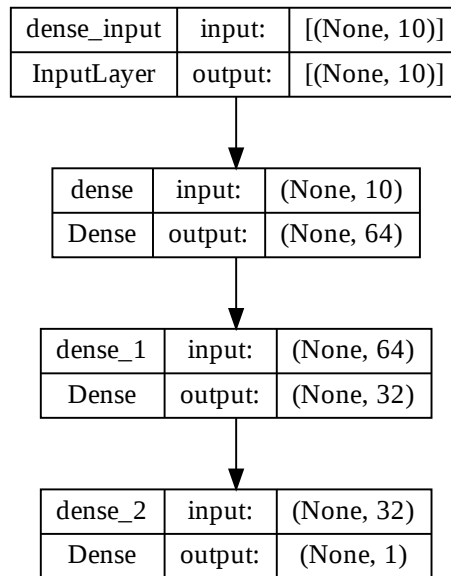 dense_input input: [(None, 10)]
InputLayer output: [(None, 10)]
dense input: (None, 10)
Dense output: (None, 64)
dense_1 input: (None, 64)
Dense output: (None, 32)
dense_2 input: (None, 32)
Dense output: (None, 1)